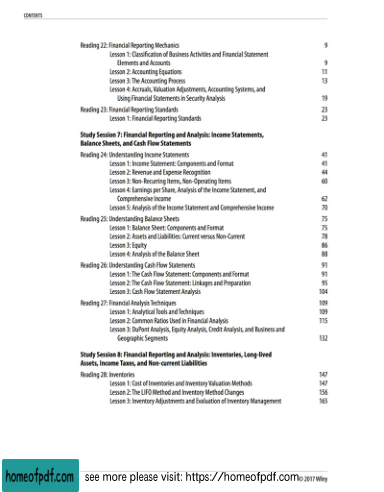 CONTENTS
Reading 22: Financial Reporting Mechanics 9
Lesson 1: Classification of Business Activities and Financial Statement
Elements and Accounts 9
Lesson 2: Accounting Equations 11
Lesson 3: The Accounting Process 13
Lesson 4: Accruals, Valuation Adjustments, Accounting Systems, and
Using Financial Statements in Security Analysis 19
Reading 23: Financial Reporting Standards 23
Lesson 1: Financial Reporting Standards 23
Study Session 7: Financial Reporting and Analysis: Income Statements,
Balance Sheets, and Cash Flow Statements
Reading 24: Understanding Income Statements 41
Lesson 1: Income Statement: Components and Format 41
Lesson 2: Revenue and Expense Recognition 44
Lesson 3: Non-Recurring Items, Non-Operating Items 60
Lesson 4: Earnings per Share, Analysis of the Income Statement, and
Comprehensive Income 62
Lesson 5: Analysis of the Income Statement and Comprehensive Income 70
Reading 25: Understanding Balance Sheets 75
Lesson 1: Balance Sheet: Components and Format 75
Lesson 2: Assets and Liabilities: Current versus Non-Current 78
Lesson 3: Equity 86
Lesson 4: Analysis of the Balance Sheet 88
Reading 26: Understanding Cash Flow Statements 91
Lesson 1: The Cash Flow Statement: Components and Format 91
Lesson 2: The Cash Flow Statement: Linkages and Preparation 95
Lesson 3: Cash Flow Statement Analysis 104
Reading 27: Financial Analysis Techniques 109
Lesson 1: Analytical Tools and Techniques 109
Lesson 2: Common Ratios Used in Financial Analysis 115
Lesson 3: DuPont Analysis, Equity Analysis, Credit Analysis, and Business and
Geographic Segments 132
Study Session 8: Financial Reporting and Analysis: Inventories, Long-lived
Assets, Income Taxes, and Non-current Liabilities
Reading 28: Inventories 147
Lesson 1: Cost of Inventories and Inventory Valuation Methods 147
Lesson 2: The LIFO Method and Inventory Method Changes 156
Lesson 3: Inventory Adjustments and Evaluation of Inventory Management 165
homeofpdf.com see more please visit: https://homeofpdf.com © 2017 Wiley